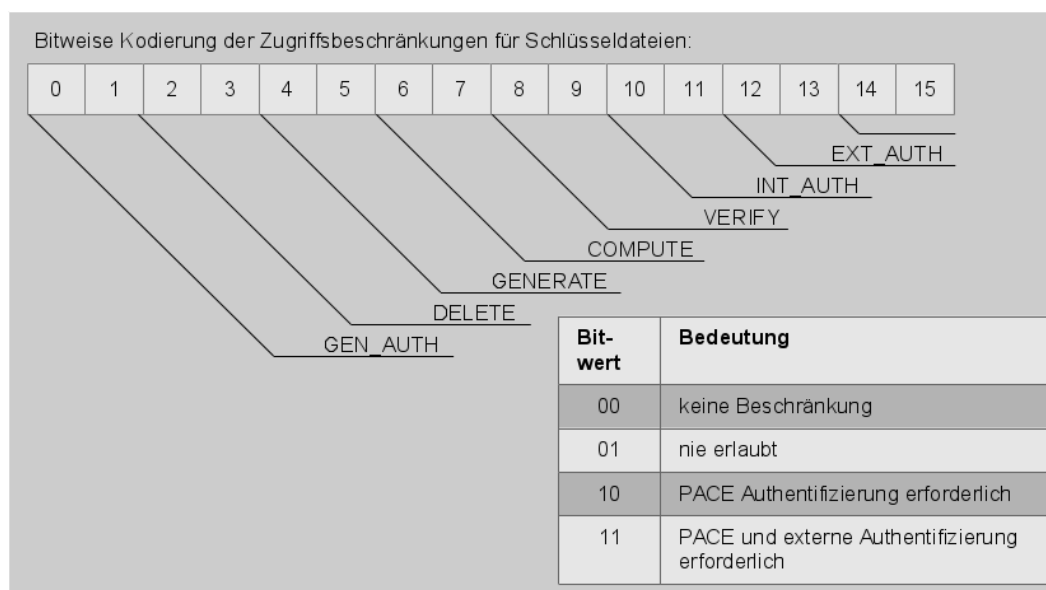 Bitweise Kodierung der Zugriffsbeschränkungen für Schlüsseldateien:
0 1 2 3 4 5 6 7 8 9 10 11 12 13 14 15
EXT_AUTH
INT_AUTH
VERIFY
COMPUTE
GENERATE
DELETE
GEN_AUTH
Bit-
wert
Bedeutung
00 keine Beschränkung
01 nie erlaubt
10 PACE Authentifizierung erforderlich
11 PACE und externe Authentifizierung
erforderlich